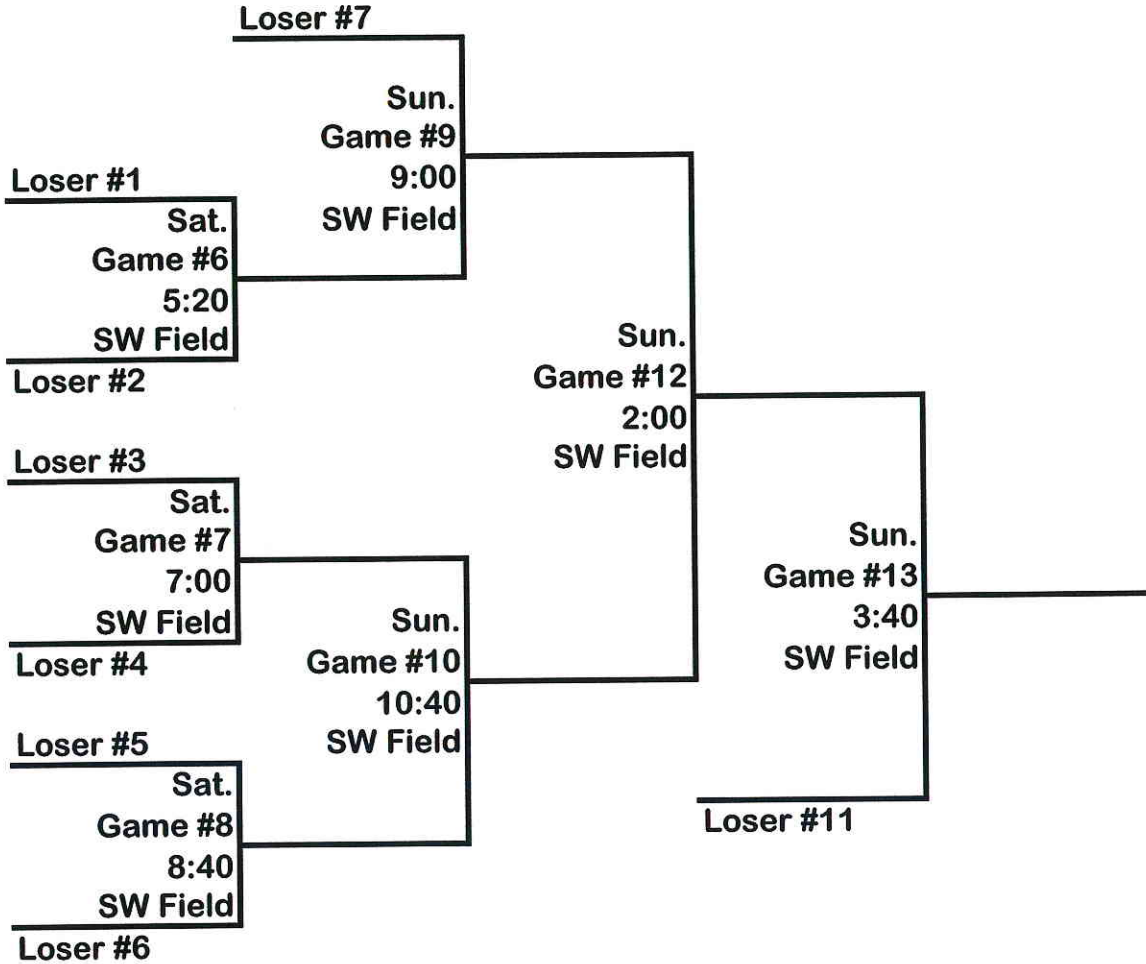 Loser #7
Sun.
Game #9
9:00
SW Field
Loser #1
Sat.
Game #6
5:20
SW Field
Loser #2
Sun.
Game #12
2:00
SW Field
Loser #3
Sat.
Game #7
7:00
SW Field
Loser #4
Sun.
Game #10
10:40
SW Field
Sun.
Game #13
3:40
SW Field
Loser #5
Sat.
Game #8
8:40
SW Field
Loser #6
Loser #11